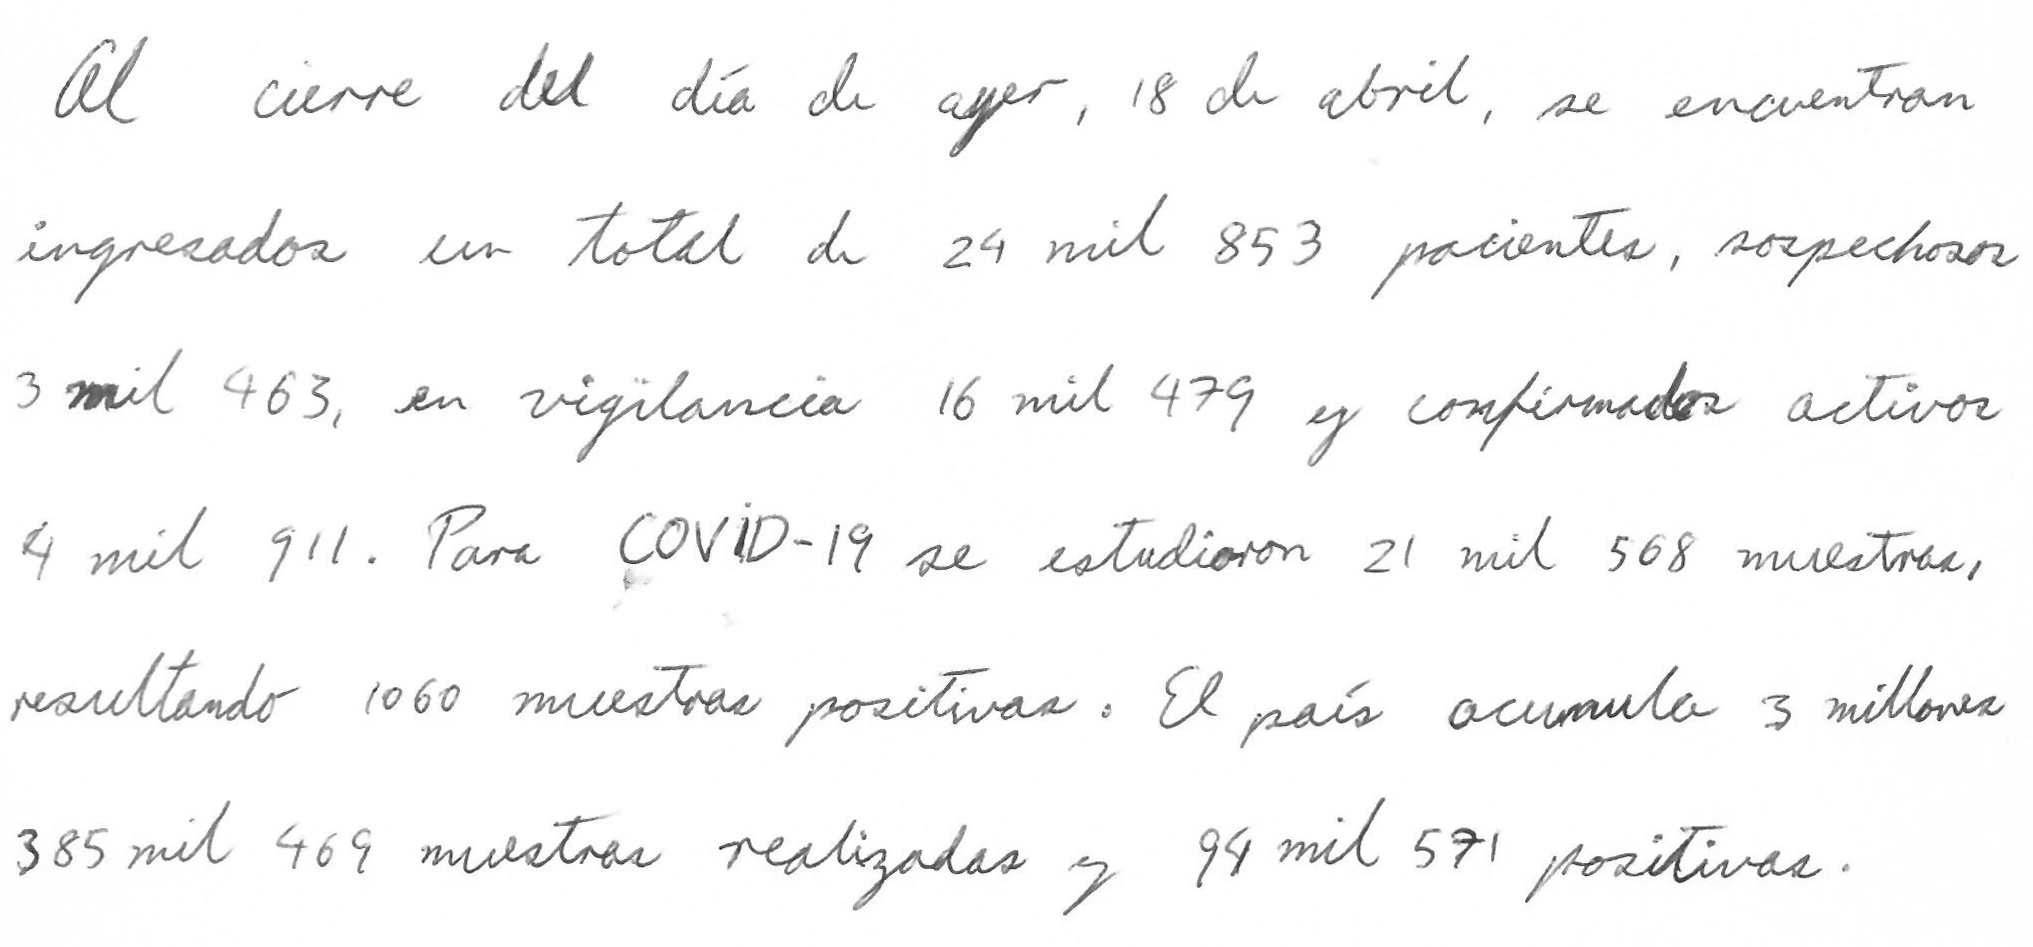 Al cierre del día de ayer, 18 de abril, se encuentran
ingresados un total de 24 mil 853 pacientes, sospechosos
3 mil 463, en vigilancia 16 mil 479 y confirmados activos
4 mil 911. Para COVID-19 se estudiaron 21 mil 568 muestras,
resultando 1060 muestras positivas. El país acumula 3 millones
385 mil 469 muestras realizadas y 94 mil 571 positivas.